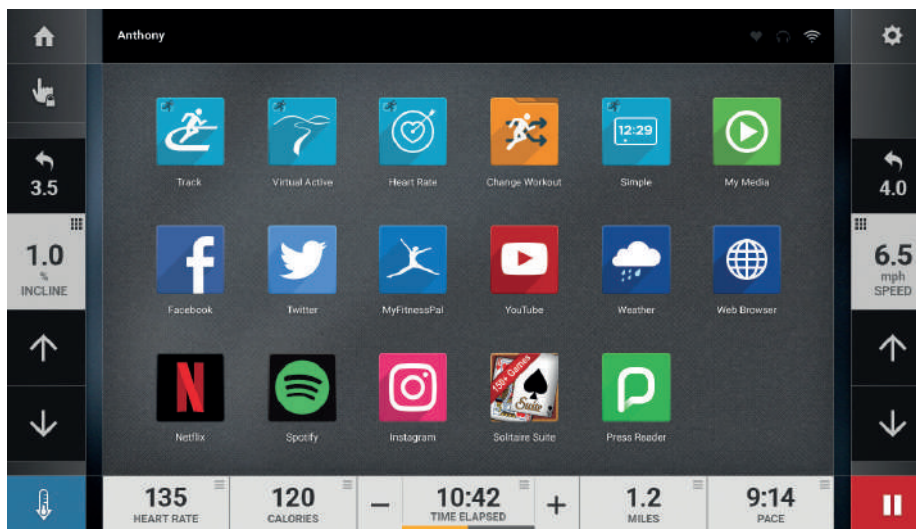 Anthony
3.5
1.0
%
INCLINE
4.0
6.5
mph
SPEED
12:29
Track
Virtual Active
Heart Rate
Change Workout
Simple
My Media
f
Facebook
Twitter
MyFitnessPal
YouTube
Weather
Web Browser
N
Netflix
Spotify
Instagram
150+ Games
Suite
Solitaire Suite
Press Reader
135
HEART RATE
120
CALORIES
10:42
TIME ELAPSED
1.2
MILES
9:14
PACE